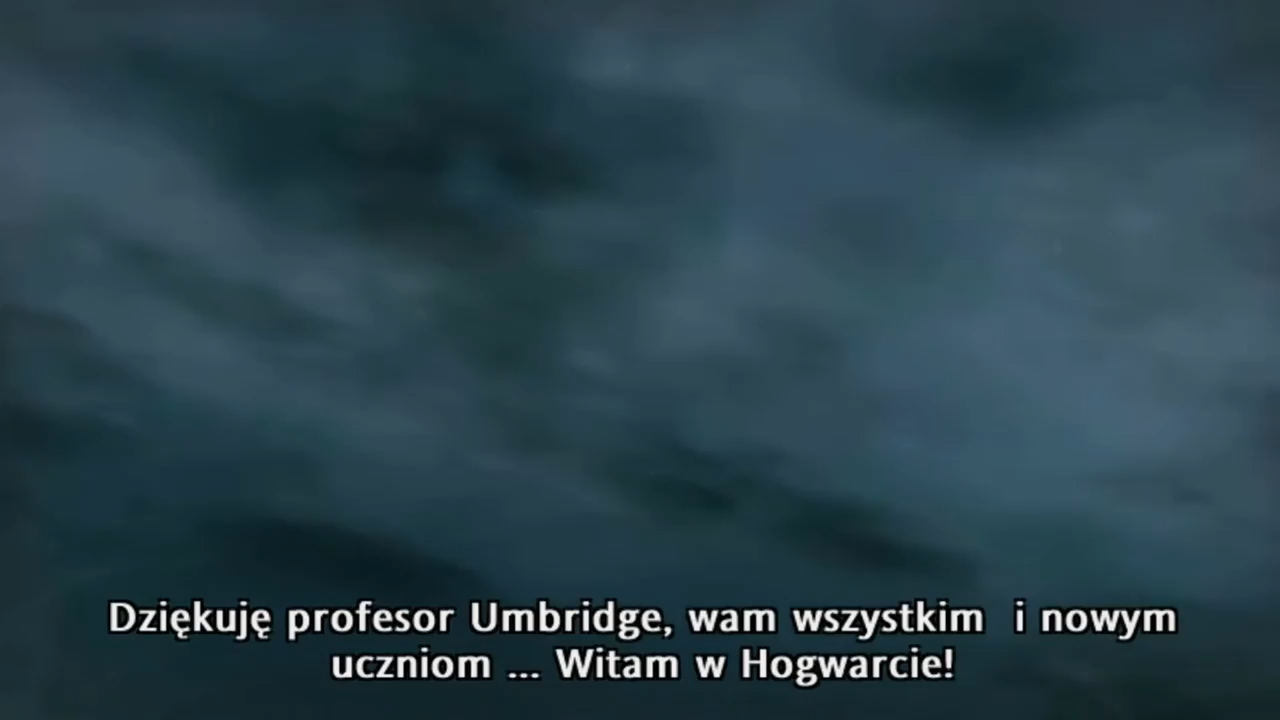 Dziękuję profesor Umbridge, wam wszystkim  i nowym
uczniom ... Witam w Hogwarcie!